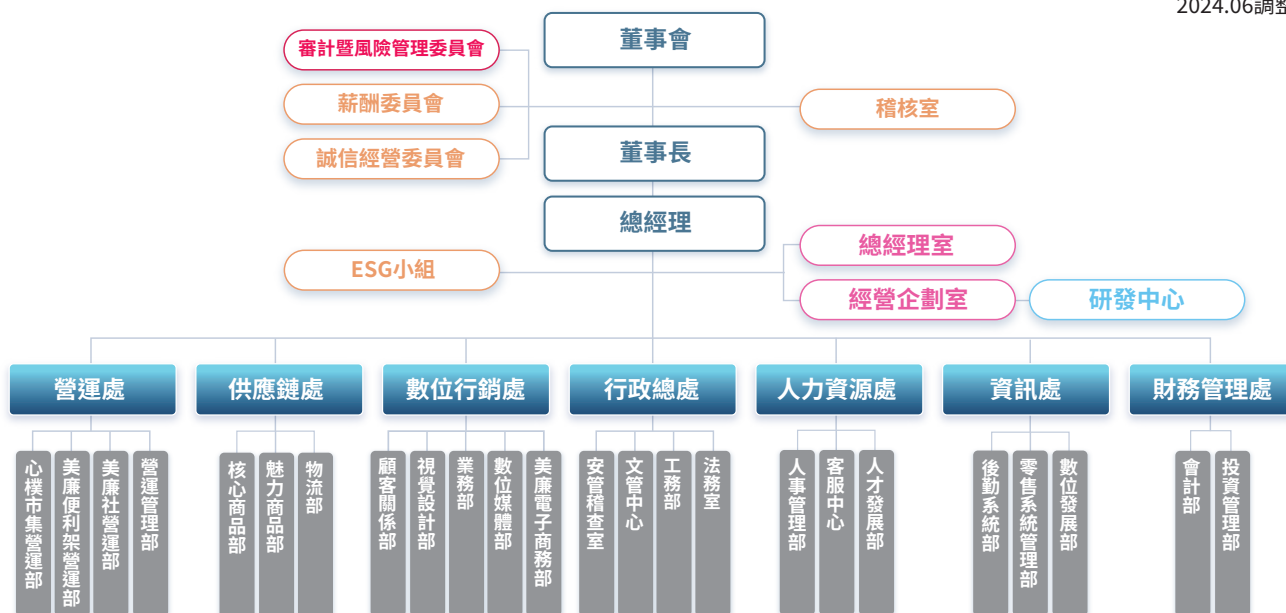 2024.06調整
董事會
審計暨風險管理委員會
薪酬委員會
稽核室
誠信經營委員會
董事長
總經理
總經理室
ESG小組
經營企劃室
研發中心
營運處
供應鏈處
數位行銷處
行政總處
人力資源處
資訊處
財務管理處
心樸市集營運部
美廉便利架營運部
美廉社營運部
營運管理部
核心商品部
魅力商品部
物流部
顧客關係部
視覺設計部
業務部
數位媒體部
美廉電子商務部
安管稽查室
文管中心
工務部
法務室
人事管理部
客服中心
人才發展部
後勤系統部
零售系統管理部
數位發展部
會計部
投資管理部